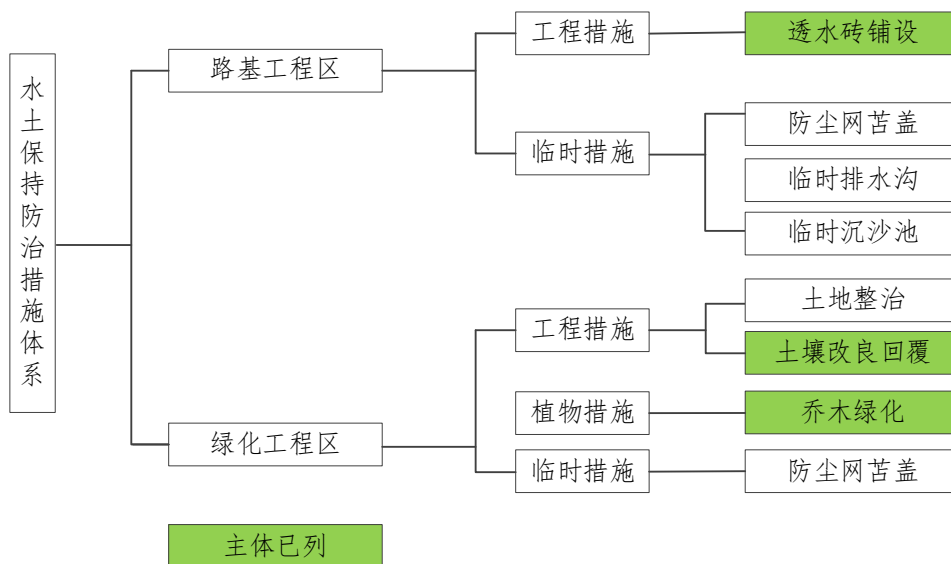 水土保持防治措施体系
路基工程区
工程措施
透水砖铺设
临时措施
防尘网苫盖
临时排水沟
临时沉沙池
绿化工程区
工程措施
土地整治
土壤改良回覆
植物措施
乔木绿化
临时措施
防尘网苫盖
主体已列